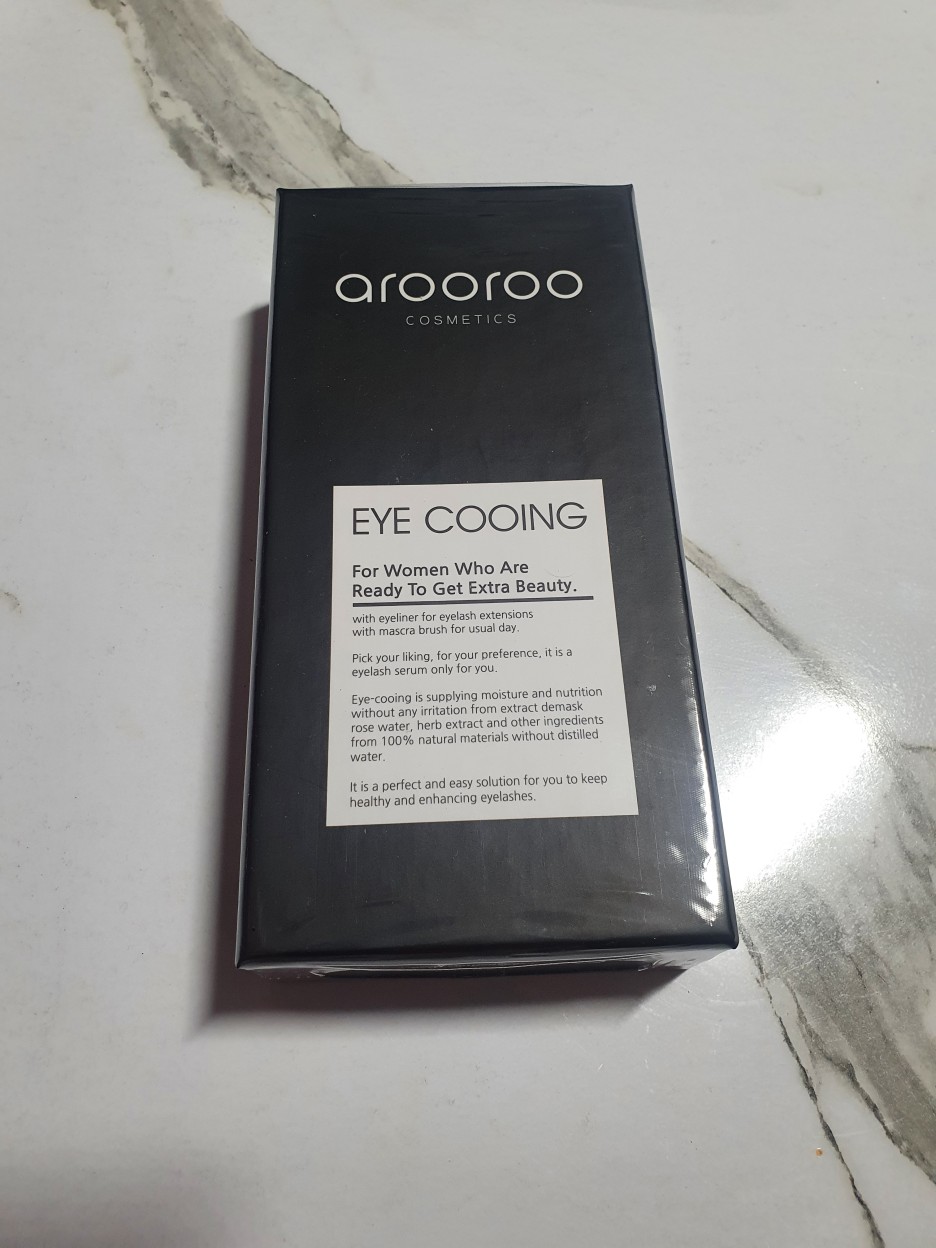 arooroo
COSMETICS
EYE COOING
For Women Who Are
Ready To Get Extra Beauty.
with eyeliner for eyelash extensions
with mascra brush for usual day.
Pick your liking, for your preference, it is a
eyelash serum only for you.
Eye-cooing is supplying moisture and nutrition
without any irritation from extract demask
rose water, herb extract and other ingredients
from 100% natural materials without distilled
water.
It is a perfect and easy solution for you to keep
healthy and enhancing eyelashes.